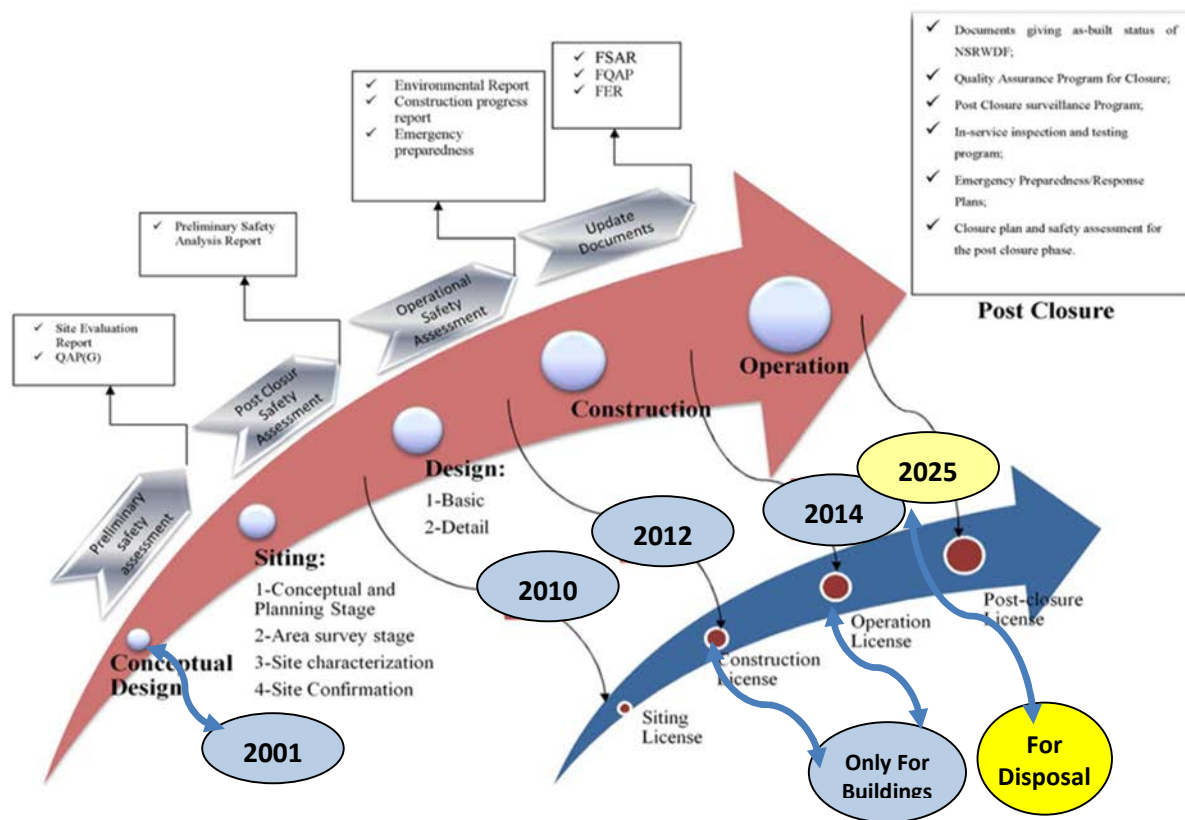 ✓ Documents giving as-built status of
NSRWDF;
✓ Quality Assurance Program for Closure;
✓ Post Closure surveillance Program;
✓ In-service inspection and testing
program;
✓ Emergency Preparedness/Response
Plans;
✓ Closure plan and safety assessment for
the post closure phase.
Post Closure
✓ FSAR
✓ FQAP
✓ FER
✓ Environmental Report
✓ Construction progress
report
✓ Emergency
preparedness
✓ Preliminary Safety
Analysis Report
✓ Site Evaluation
Report
✓ QAP(G)
Update
Documents
Operational
Safety
Assessment
Post Closur
Safety
Assessment
Preliminary
safety
assessment
Operation
Construction
Design:
1-Basic
2-Detail
Siting:
1-Conceptual and
Planning Stage
2-Area survey stage
3-Site characterization
4-Site Confirmation
Conceptual
Design
2001
2010
2012
2014
2025
Siting
License
Construction
License
Operation
License
Post-closure
License
Only For
Buildings
For
Disposal